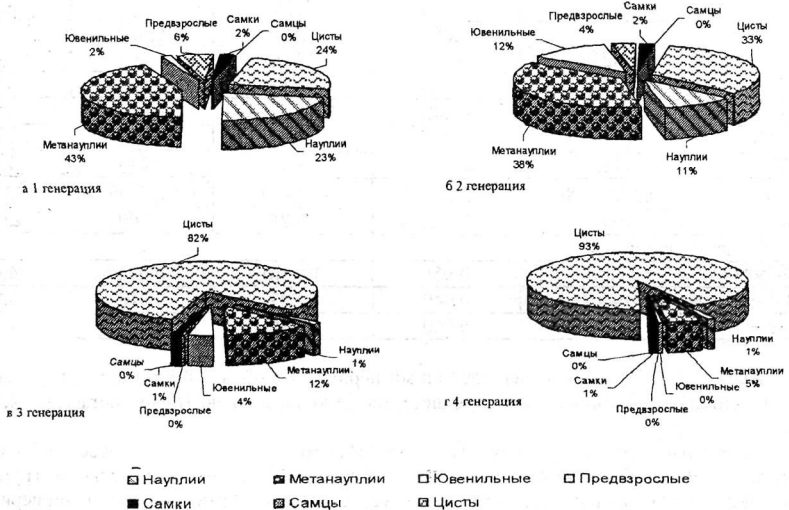 Ювенильные
2%
Предвзрослые
6%
Самки
2%
Самцы
0%
Цисты
24%
Метанауплии
43%
Науплии
23%
а 1 генерация
Ювенильные
12%
Предвзрослые
4%
Самки
2%
Самцы
0%
Цисты
33%
Метанауплии
38%
Науплии
11%
б 2 генерация
Цисты
82%
Самцы
0%
Самки
1%
Предвзрослые
0%
Ювенильные
4%
Метанауплии
12%
Науплии
1%
в 3 генерация
Цисты
93%
Самцы
0%
Самки
1%
Предвзрослые
0%
Ювенильные
0%
Метанауплии
5%
Науплии
1%
г 4 генерация
Науплии Метанауплии Ювенильные Предвзрослые
Самки Самцы Цисты